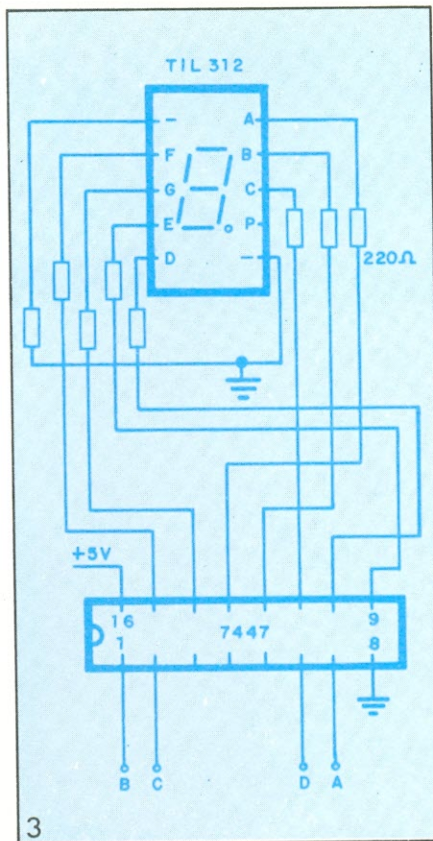 TIL 312
— A
F B
G C
E P
D —
220Ω
+5V
16 9
7447
1 8
B C D A
3